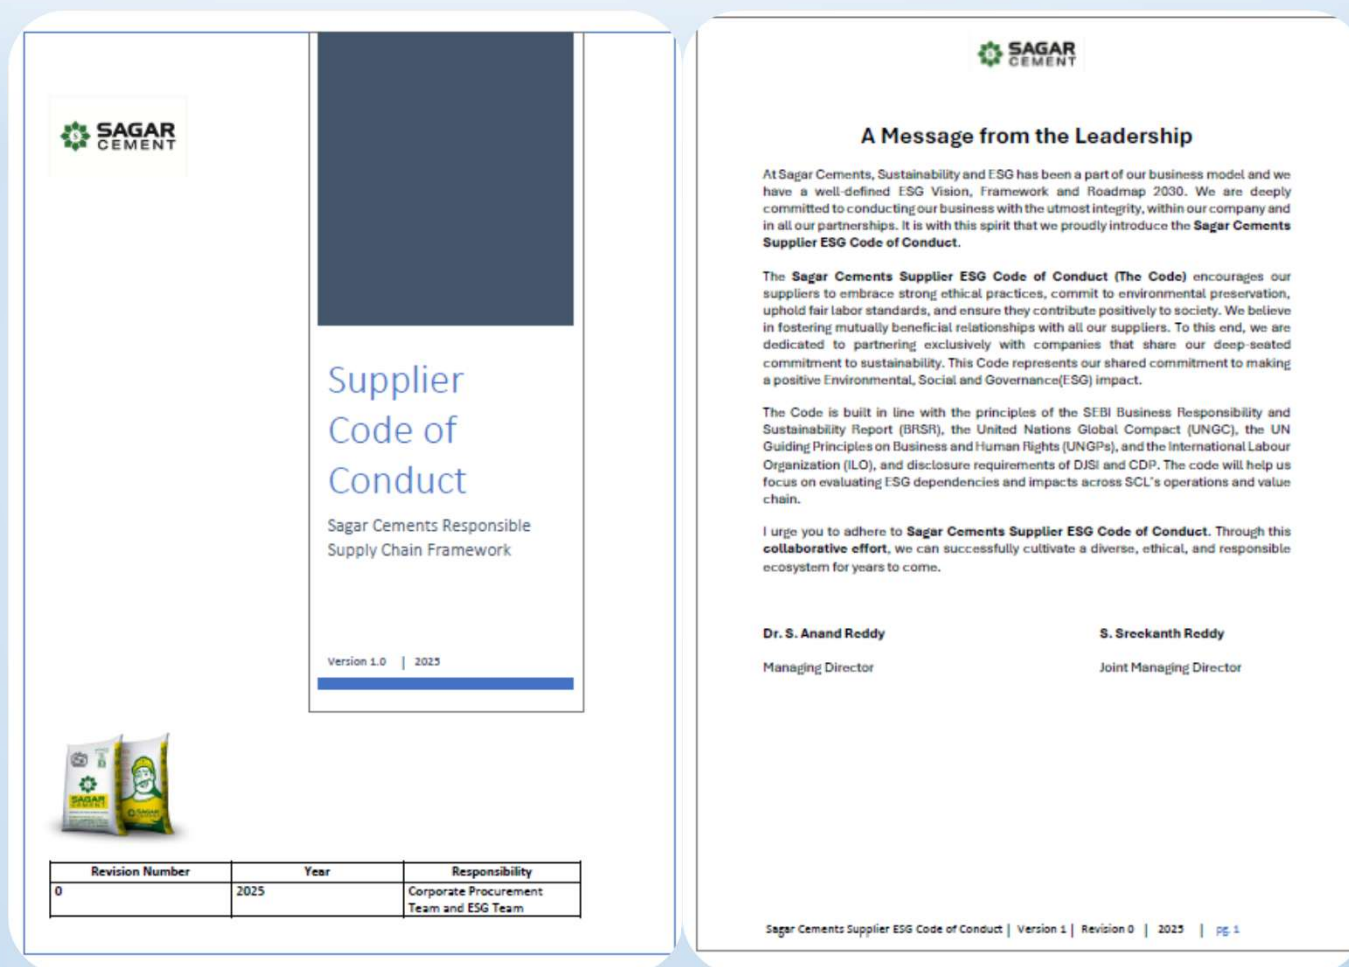 SAGAR
CEMENT
Supplier
Code of
Conduct
Sagar Cements Responsible
Supply Chain Framework
Version 1.0 | 2025
SAGAR
CEMENT
SAGAR
Revision Number Year Responsibility
0 2025 Corporate Procurement
Team and ESG Team
SAGAR
CEMENT
A Message from the Leadership
At Sagar Cements, Sustainability and ESG has been a part of our business model and we
have a well-defined ESG Vision, Framework and Roadmap 2030. We are deeply
committed to conducting our business with the utmost integrity, within our company and
in all our partnerships. It is with this spirit that we proudly introduce the Sagar Cements
Supplier ESG Code of Conduct.
The Sagar Cements Supplier ESG Code of Conduct (The Code) encourages our
suppliers to embrace strong ethical practices, commit to environmental preservation,
uphold fair labor standards, and ensure they contribute positively to society. We believe
in fostering mutually beneficial relationships with all our suppliers. To this end, we are
dedicated to partnering exclusively with companies that share our deep-seated
commitment to sustainability. This Code represents our shared commitment to making
a positive Environmental, Social and Governance(ESG) impact.
The Code is built in line with the principles of the SEBI Business Responsibility and
Sustainability Report (BRSR), the United Nations Global Compact (UNGC), the UN
Guiding Principles on Business and Human Rights (UNGPs), and the International Labour
Organization (ILO), and disclosure requirements of DJSI and CDP. The code will help us
focus on evaluating ESG dependencies and impacts across SCL's operations and value
chain.
I urge you to adhere to Sagar Cements Supplier ESG Code of Conduct. Through this
collaborative effort, we can successfully cultivate a diverse, ethical, and responsible
ecosystem for years to come.
Dr. S. Anand Reddy S. Sreekanth Reddy
Managing Director Joint Managing Director
Sagar Cements Supplier ESG Code of Conduct | Version 1 | Revision 0 | 2025 | pg. 1